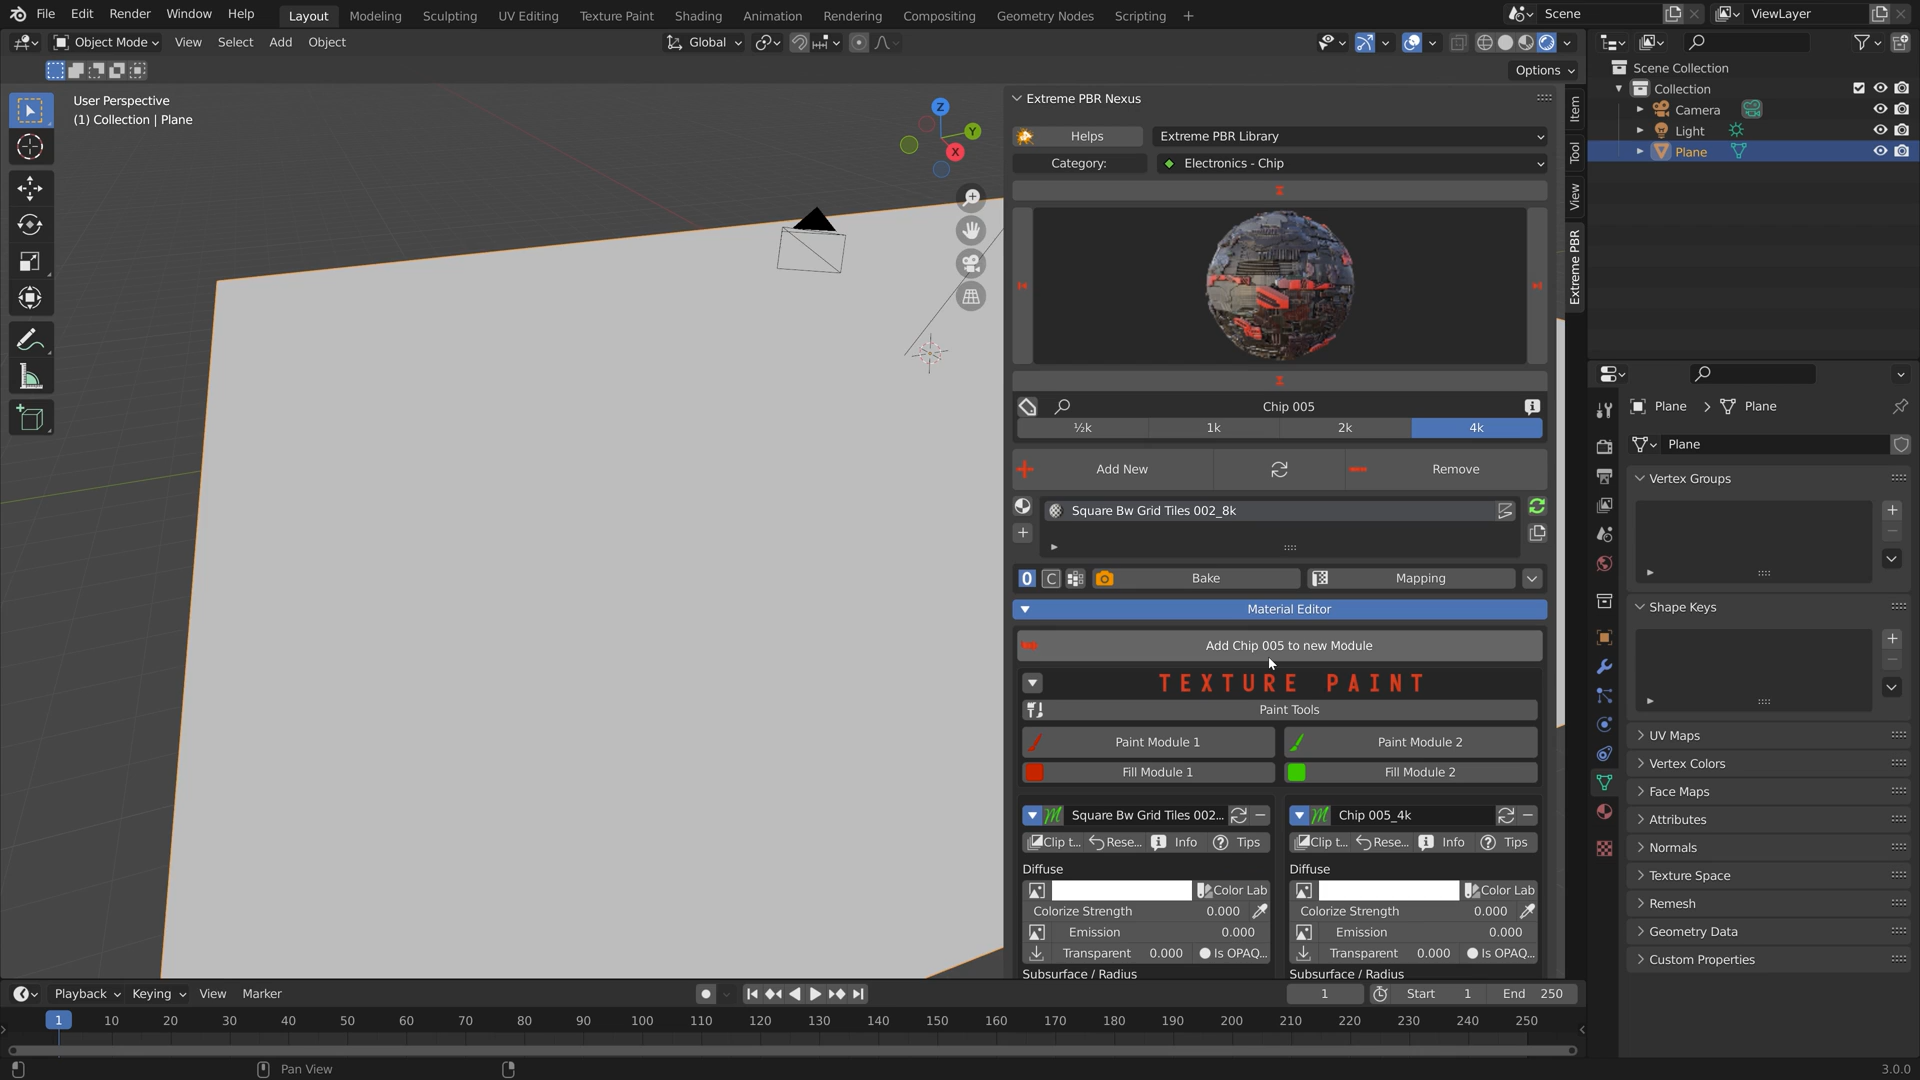 File Edit Render Window Help Layout Modeling Sculpting UV Editing Texture Paint Shading Animation Rendering Compositing Geometry Nodes Scripting + Scene ViewLayer
Object Mode View Select Add Object Global
Options
User Perspective
(1) Collection | Plane
Z
Y
X
Extreme PBR Nexus
Helps Extreme PBR Library
Category: Electronics - Chip
Chip 005
½k 1k 2k 4k
Add New Remove
Square Bw Grid Tiles 002_8k
0 C Bake Mapping
Material Editor
Add Chip 005 to new Module
TEXTURE PAINT
Paint Tools
Paint Module 1 Paint Module 2
Fill Module 1 Fill Module 2
Square Bw Grid Tiles 002... Chip 005_4k
Clip t... Rese... Info Tips Clip t... Rese... Info Tips
Diffuse Diffuse
Color Lab Color Lab
Colorize Strength 0.000 Colorize Strength 0.000
Emission 0.000 Emission 0.000
Transparent 0.000 Is OPAQ... Transparent 0.000 Is OPAQ...
Subsurface / Radius Subsurface / Radius
Item
Tool
View
Extreme PBR
Scene Collection
Collection
Camera
Light
Plane
Plane Plane
Plane
Vertex Groups
Shape Keys
UV Maps
Vertex Colors
Face Maps
Attributes
Normals
Texture Space
Remesh
Geometry Data
Custom Properties
Playback Keying View Marker 1 Start 1 End 250
1 10 20 30 40 50 60 70 80 90 100 110 120 130 140 150 160 170 180 190 200 210 220 230 240 250
Pan View 3.0.0